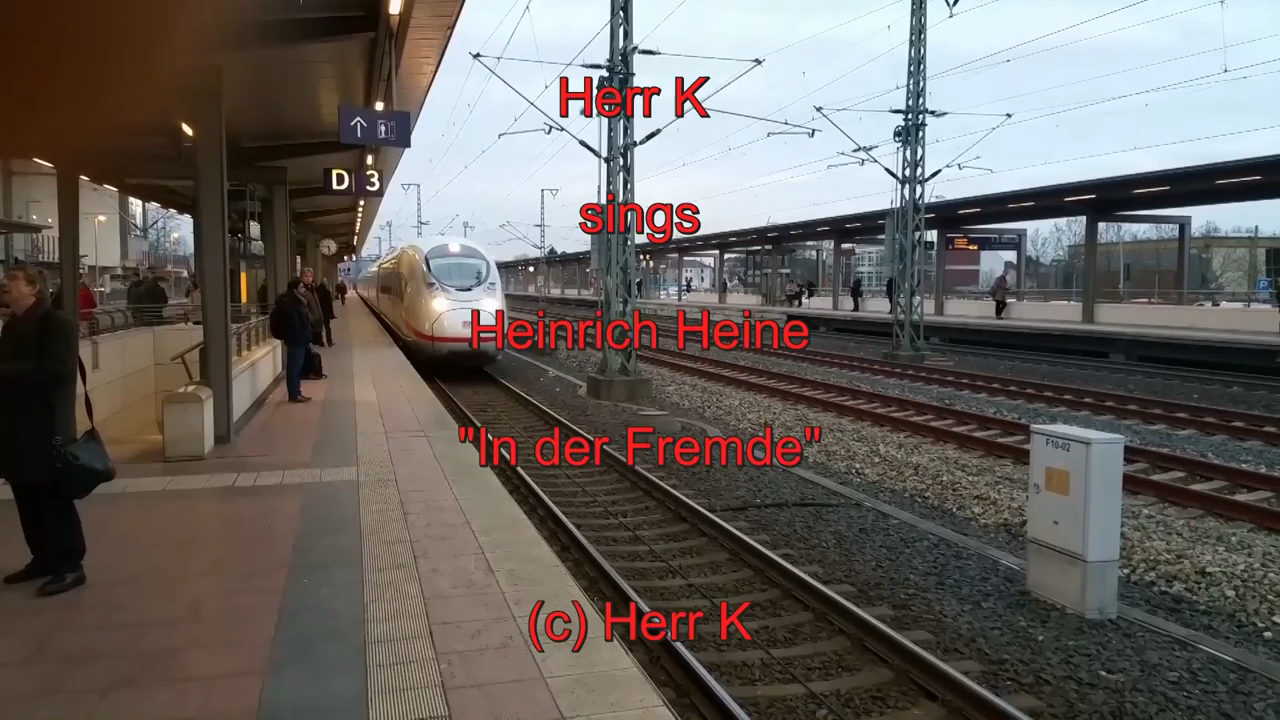 Herr K
D 3
sings
Heinrich Heine
"In der Fremde"
F10-02
(c) Herr K
P